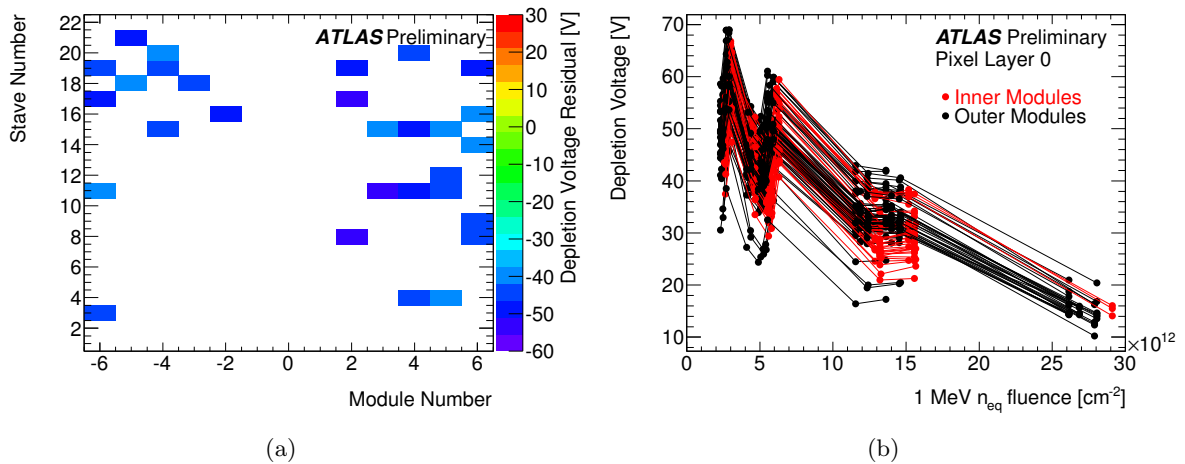 Stave Number
22
20
18
16
14
12
10
8
6
4
2
-6 -4 -2 0 2 4 6
Module Number
ATLAS Preliminary
30
20
10
0
-10
-20
-30
-40
-50
-60
Depletion Voltage Residual [V]
(a)
Depletion Voltage [V]
70
60
50
40
30
20
10
0 5 10 15 20 25 30
×10¹²
1 MeV nₑq fluence [cm⁻²]
ATLAS Preliminary
Pixel Layer 0
Inner Modules
Outer Modules
(b)